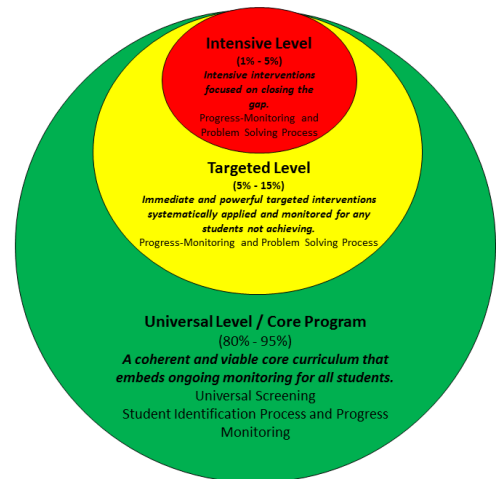 Intensive Level
(1% - 5%)
Intensive interventions
focused on closing the
gap.
Progress-Monitoring and
Problem Solving Process
Targeted Level
(5% - 15%)
Immediate and powerful targeted interventions
systematically applied and monitored for any
students not achieving.
Progress-Monitoring and Problem Solving Process
Universal Level / Core Program
(80% - 95%)
A coherent and viable core curriculum that
embeds ongoing monitoring for all students.
Universal Screening
Student Identification Process and Progress
Monitoring